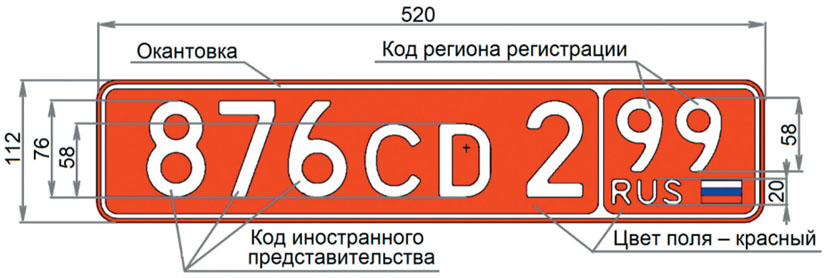 520
Окантовка
Код региона регистрации
112
76
58
876CD 2
99
RUS
58
20
Код иностранного
представительства
Цвет поля – красный